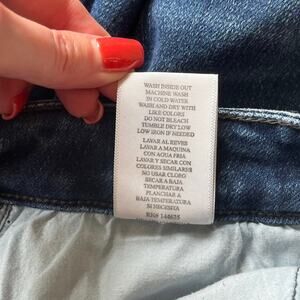 WASH INSIDE OUT
MACHINE WASH
IN COLD WATER
WASH AND DRY WITH
LIKE COLORS
DO NOT BLEACH
TUMBLE DRY LOW
LOW IRON IF NEEDED
LAVAR AL REVES
LAVAR A MAQUINA
CON AGUA FRIA
LAVAR Y SECAR CON
COLORES SIMILARES
NO USAR CLORO
SECAR A BAJA
TEMPERATURA
PLANCHAR A
BAJA TEMPERATURA
SI NECESITA
RN# 144635